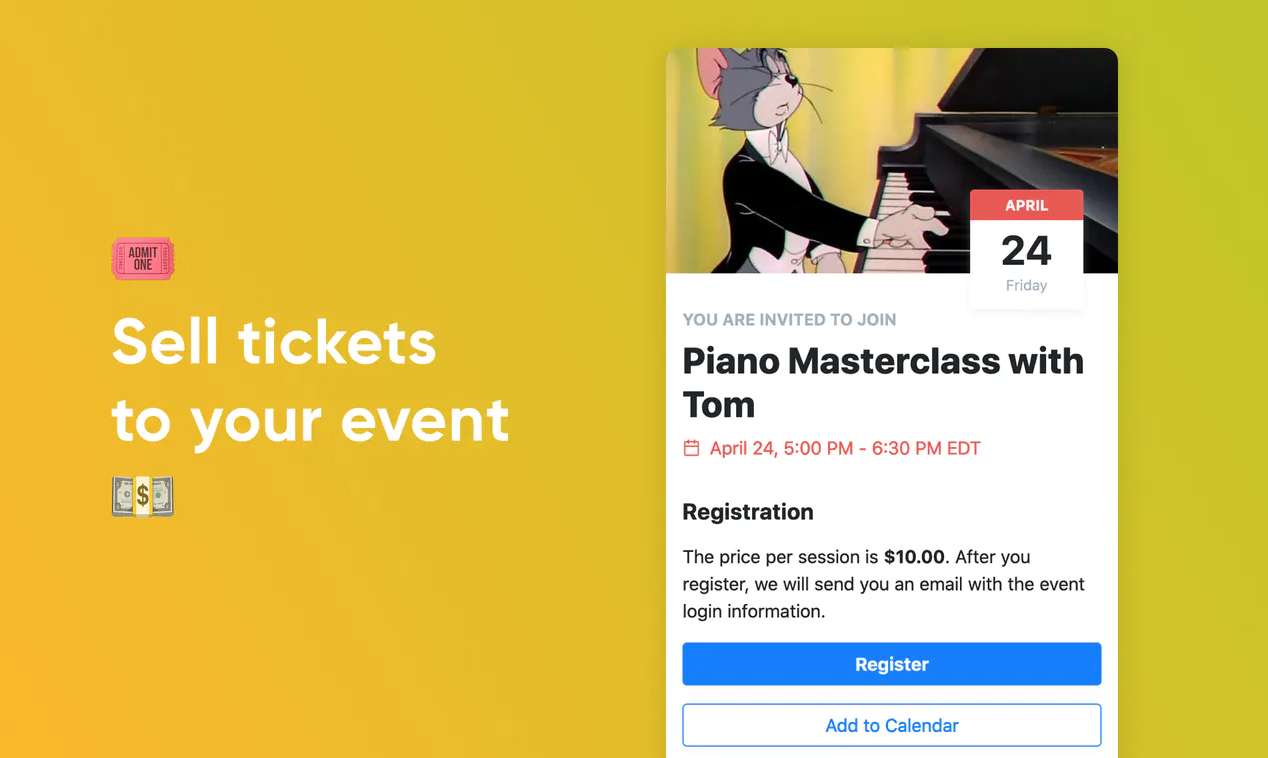 ADMIT
ONE
Sell tickets
to your event
$
APRIL
24
Friday
YOU ARE INVITED TO JOIN
Piano Masterclass with
Tom
April 24, 5:00 PM - 6:30 PM EDT
Registration
The price per session is $10.00. After you
register, we will send you an email with the event
login information.
Register
Add to Calendar